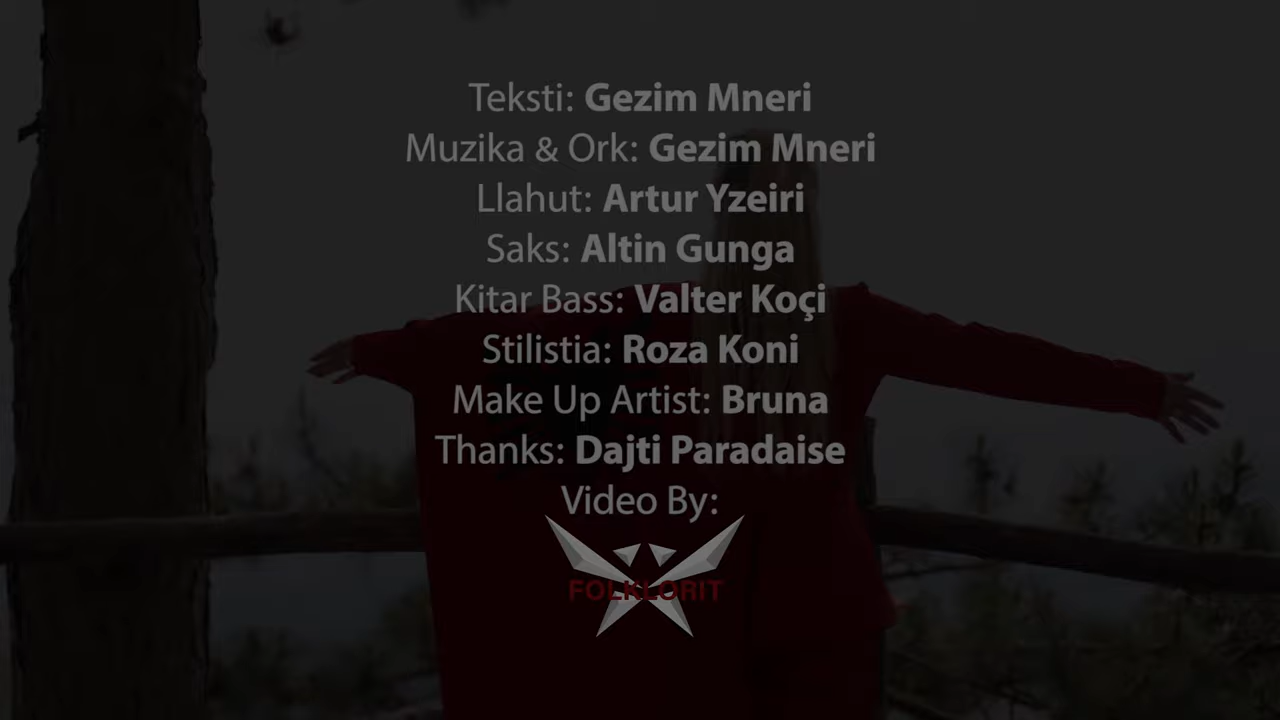 Teksti: Gezim Mneri
Muzika & Ork: Gezim Mneri
Llahut: Artur Yzeiri
Saks: Altin Gunga
Kitar Bass: Valter Koçi
Stilistia: Roza Koni
Make Up Artist: Bruna
Thanks: Dajti Paradaise
Video By:
FOLKLORIT